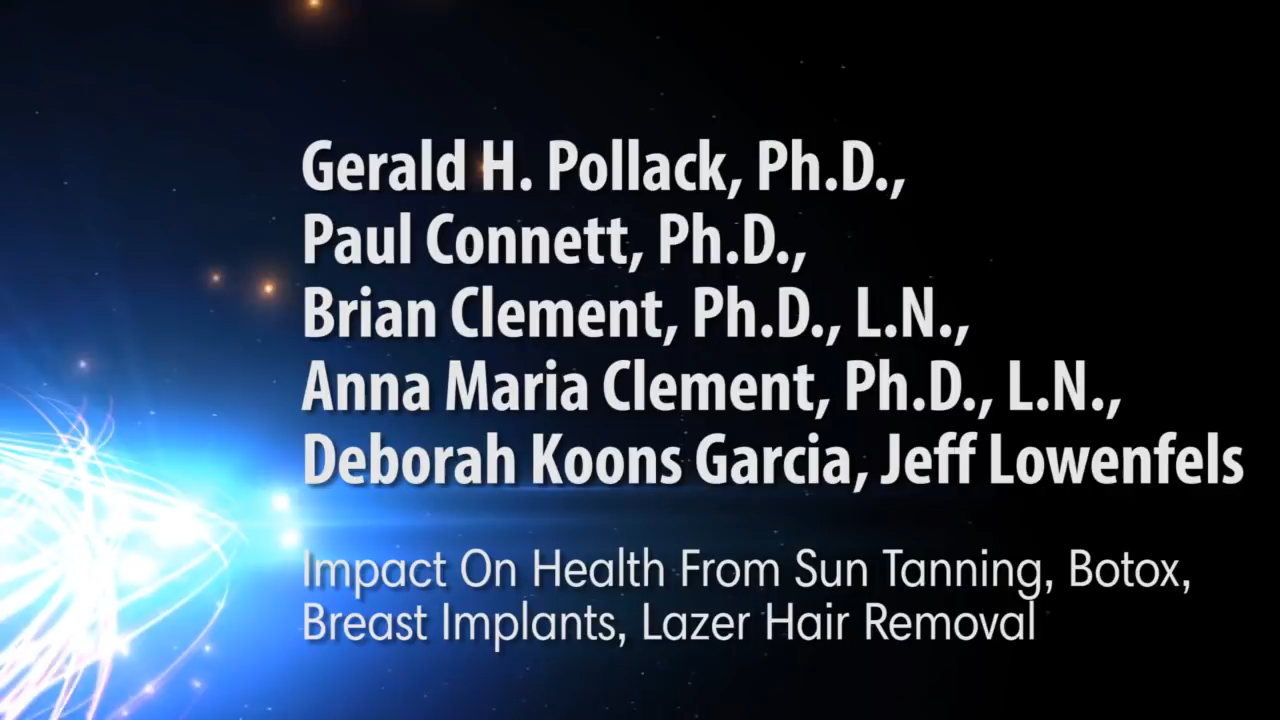 Gerald H. Pollack, Ph.D.,
Paul Connett, Ph.D.,
Brian Clement, Ph.D., L.N.,
Anna Maria Clement, Ph.D., L.N.,
Deborah Koons Garcia, Jeff Lowenfels
Impact On Health From Sun Tanning, Botox,
Breast Implants, Lazer Hair Removal